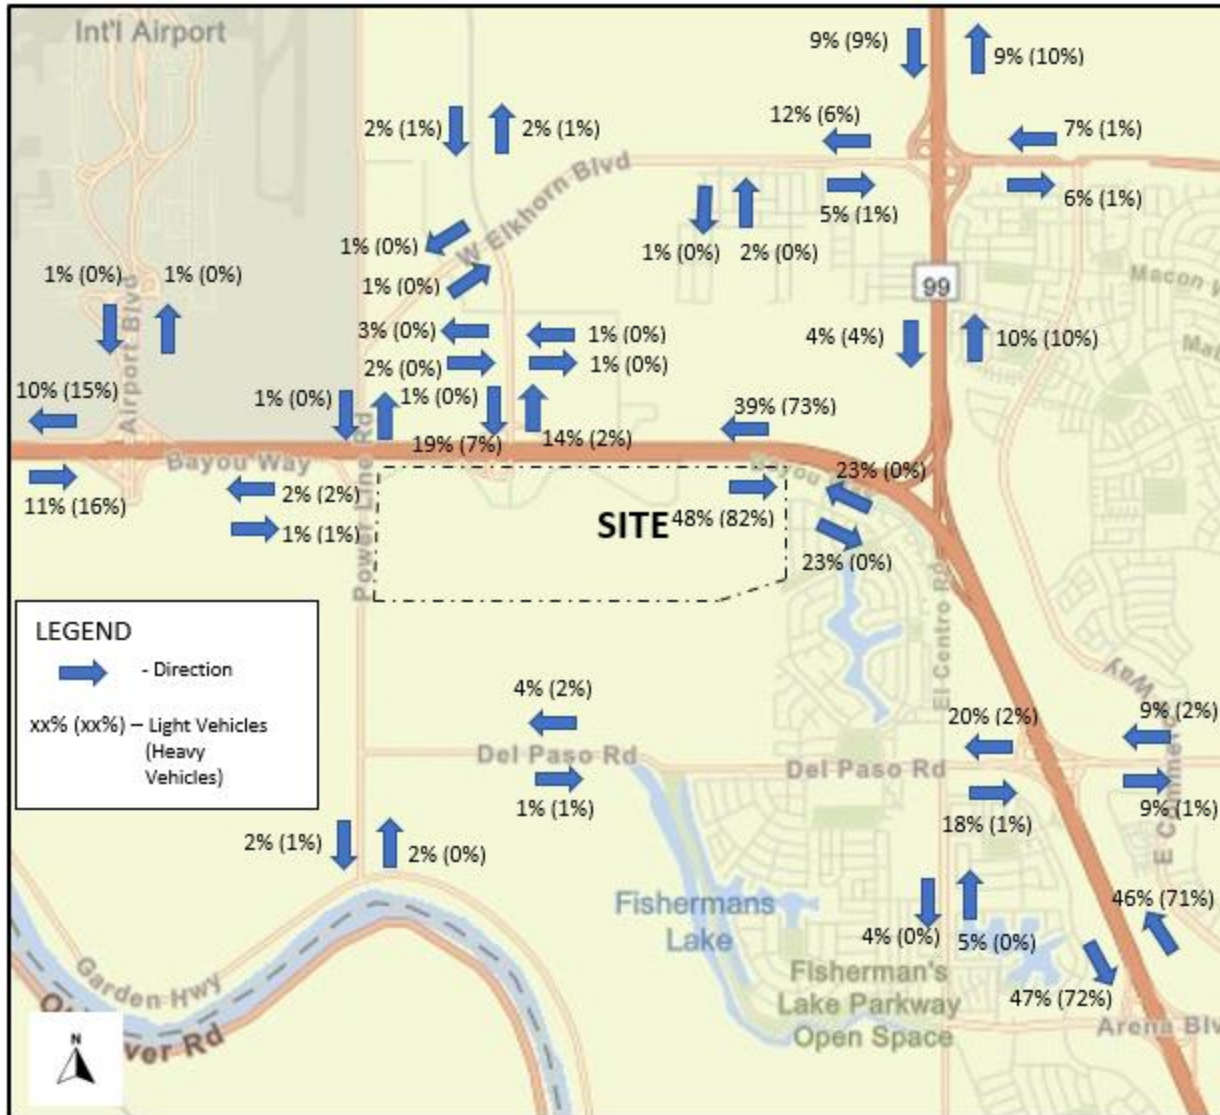 Int'l Airport
9% (9%)
9% (10%)
2% (1%)
2% (1%)
12% (6%)
7% (1%)
W Elkhorn Blvd
5% (1%)
6% (1%)
1% (0%)
1% (0%)
2% (0%)
1% (0%)
1% (0%)
1% (0%)
Airport Blvd
99
Macon
3% (0%)
1% (0%)
4% (4%)
10% (10%)
2% (0%)
1% (0%)
10% (15%)
1% (0%)
1% (0%)
39% (73%)
19% (7%)
14% (2%)
Bayou Way
Power Line Rd
23% (0%)
11% (16%)
2% (2%)
1% (1%)
SITE
48% (82%)
23% (0%)
El Centro Rd
LEGEND
- Direction
xx% (xx%) – Light Vehicles
(Heavy
Vehicles)
Way
4% (2%)
20% (2%)
9% (2%)
Del Paso Rd
Del Paso Rd
1% (1%)
18% (1%)
9% (1%)
2% (1%)
2% (0%)
46% (71%)
Fishermans
Lake
4% (0%)
5% (0%)
Garden Hwy
Fisherman's
Lake Parkway
Open Space
47% (72%)
Arena Blv
ver Rd
N